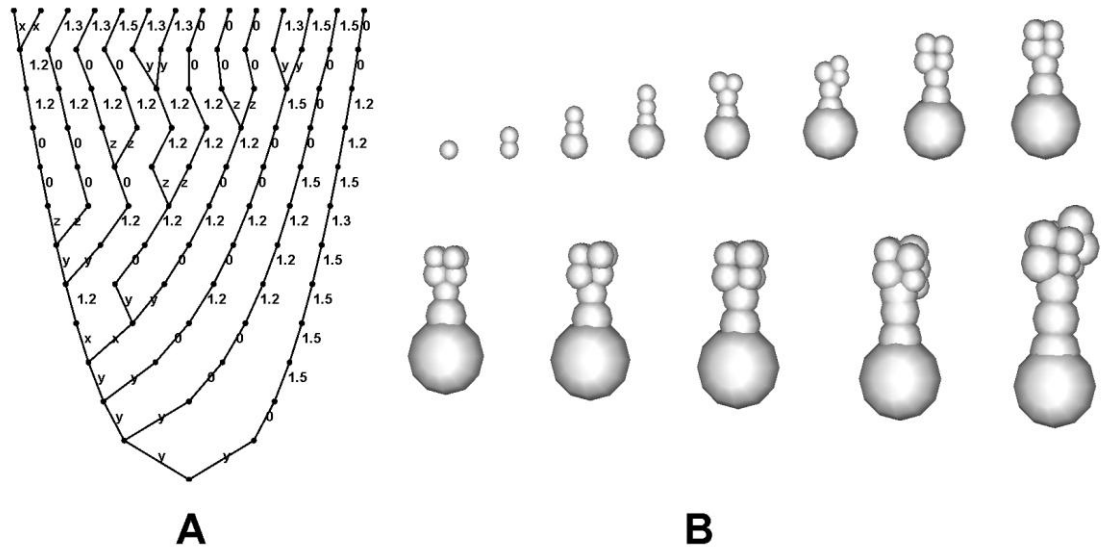 x x 1.3 1.3 1.5 1.3 1.3 0 0 0 1.3 1.5 1.5 0
1.2 0 0 0 y y 0 0 0 y y 0 0
1.2 1.2 1.2 1.2 1.2 1.2 z z 1.5 0 1.2
0 0 z z 1.2 1.2 1.2 0 1.5 1.2
0 0 0 z z 0 0 1.5 1.5
z z 1.2 1.2 1.2 1.2 1.2 1.3
y y 0 0 0 1.2 1.2
1.2 y y 1.2 1.2 1.5
x x 0 0 1.5
y y 0 1.5
y y 0
y y
A B